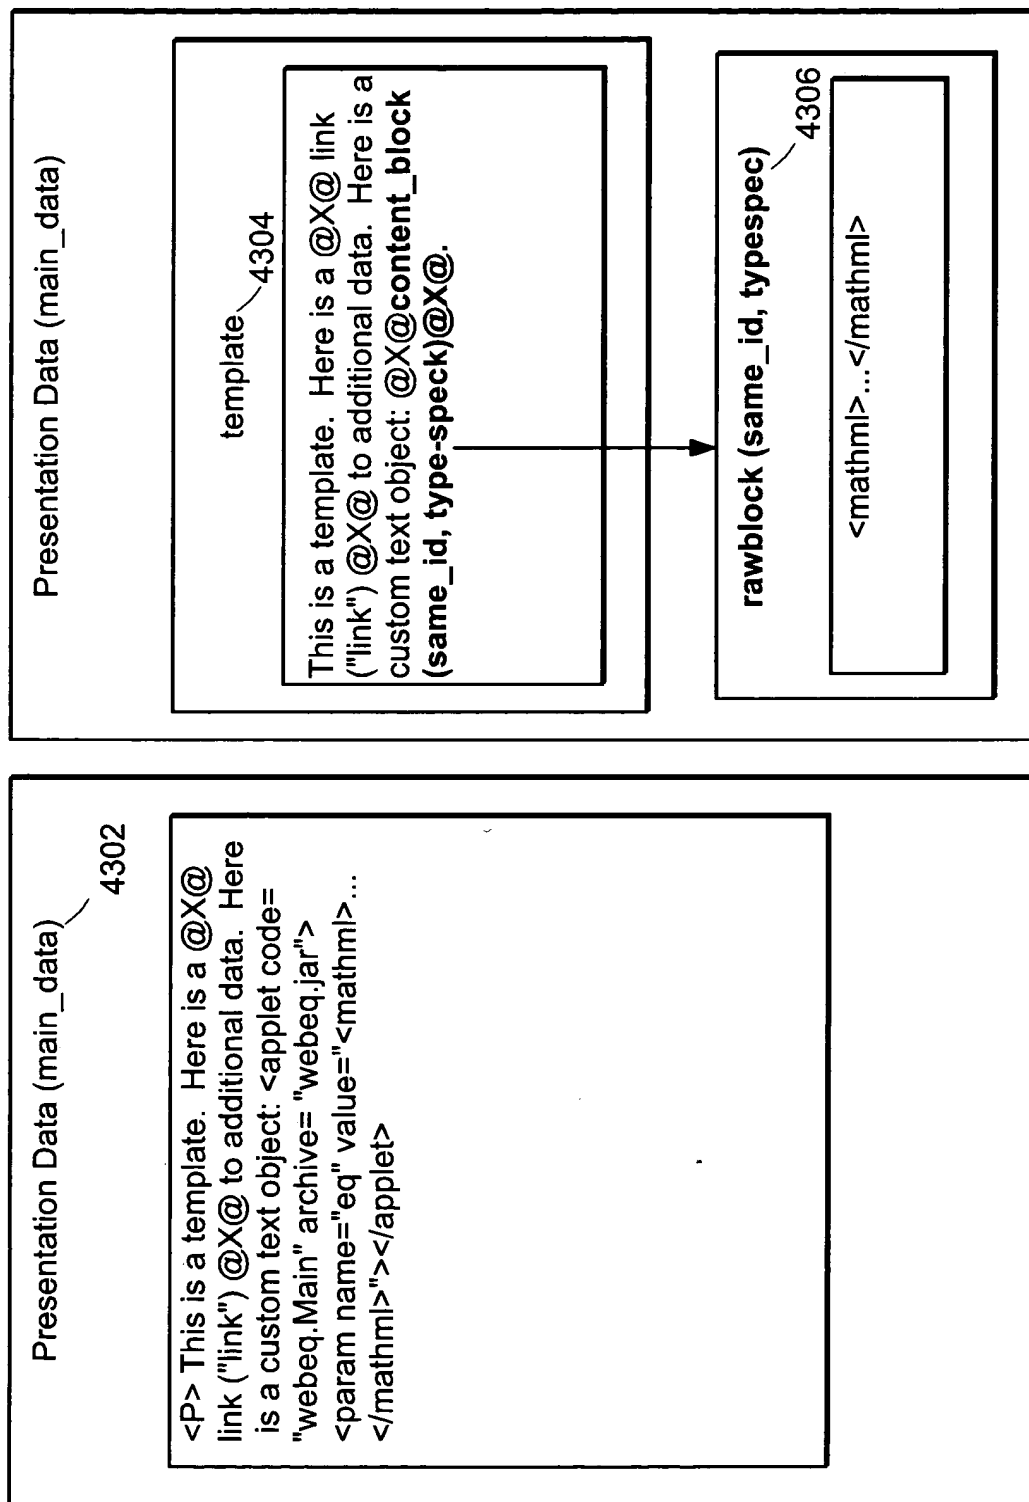 Presentation Data (main_data)
4302
<P> This is a template. Here is a @X@
link ("link") @X@ to additional data. Here
is a custom text object: <applet code=
"webeq.Main" archive= "webeq.jar">
<param name="eq" value="<mathml>...
</mathml>"></applet>
Presentation Data (main_data)
template
4304
This is a template. Here is a @X@ link
("link") @X@ to additional data. Here is a
custom text object: @X@content_block
(same_id, type-speck)@X@.
rawblock (same_id, typespec)
4306
<mathml>...</mathml>